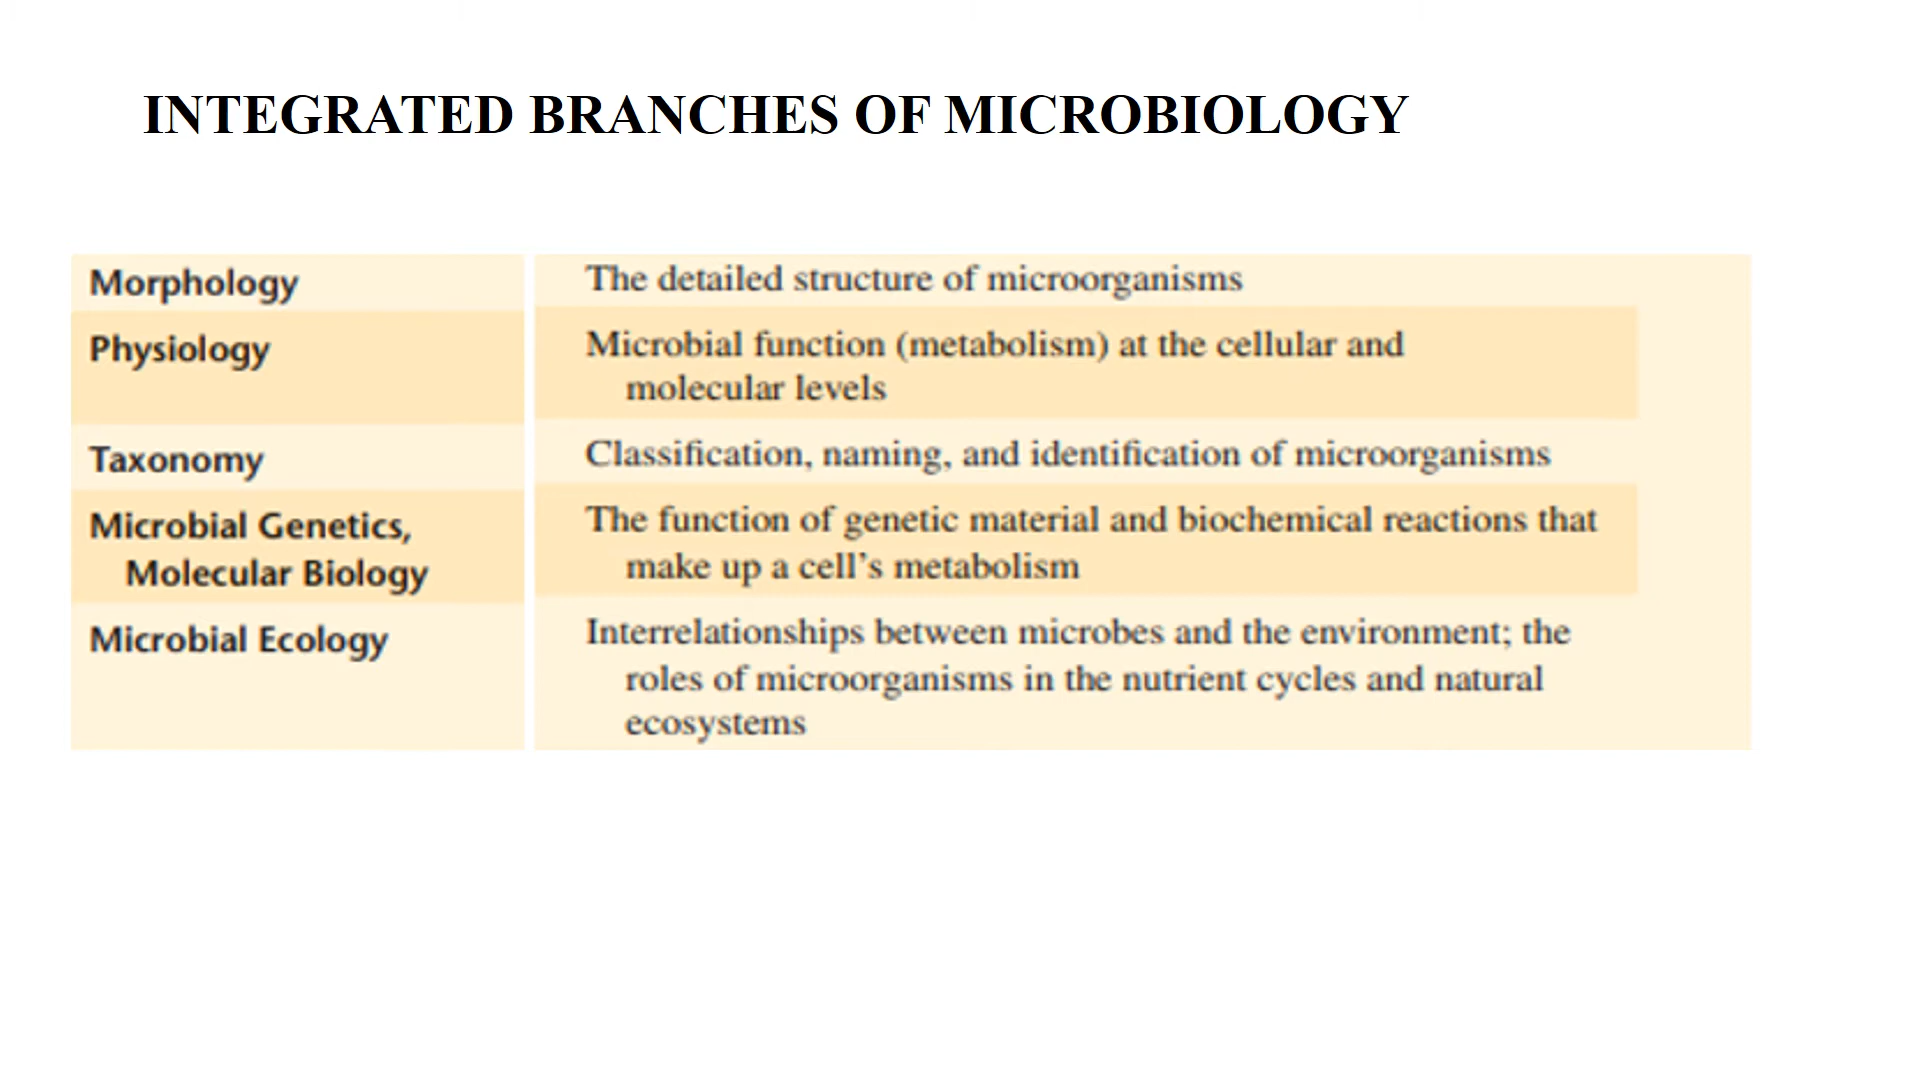 INTEGRATED BRANCHES OF MICROBIOLOGY
Morphology
The detailed structure of microorganisms
Physiology
Microbial function (metabolism) at the cellular and
molecular levels
Taxonomy
Classification, naming, and identification of microorganisms
Microbial Genetics,
Molecular Biology
The function of genetic material and biochemical reactions that
make up a cell's metabolism
Microbial Ecology
Interrelationships between microbes and the environment; the
roles of microorganisms in the nutrient cycles and natural
ecosystems